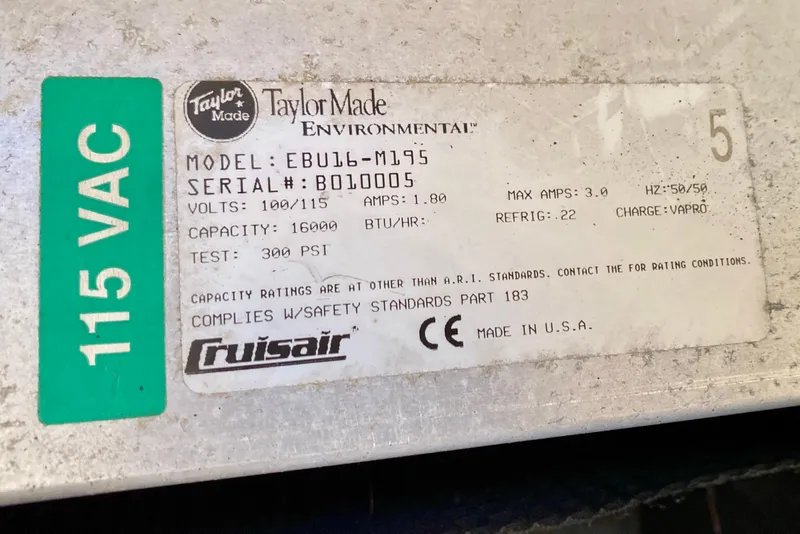 115 VAC
Taylor Made
Taylor Made
ENVIRONMENTAL™
5
MODEL: EBU16-M195
SERIAL#: B010005
VOLTS: 100/115 AMPS: 1.80 MAX AMPS: 3.0 HZ: 50/50
CAPACITY: 16000 BTU/HR: REFRIG: 22 CHARGE: VAPRO
TEST: 300 PSI
CAPACITY RATINGS ARE AT OTHER THAN A.R.I. STANDARDS. CONTACT THE FOR RATING CONDITIONS.
COMPLIES W/SAFETY STANDARDS PART 183
Cruisair™ CE MADE IN U.S.A.